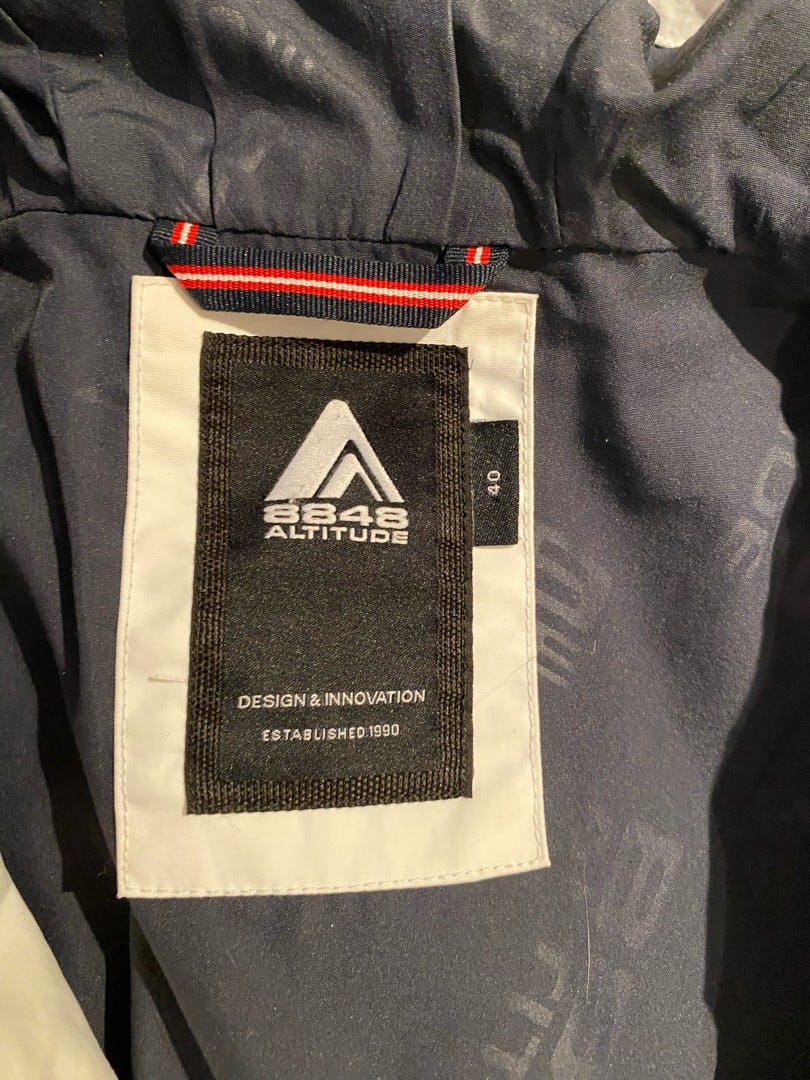 8848
ALTITUDE
40
DESIGN & INNOVATION
ESTABLISHED 1990